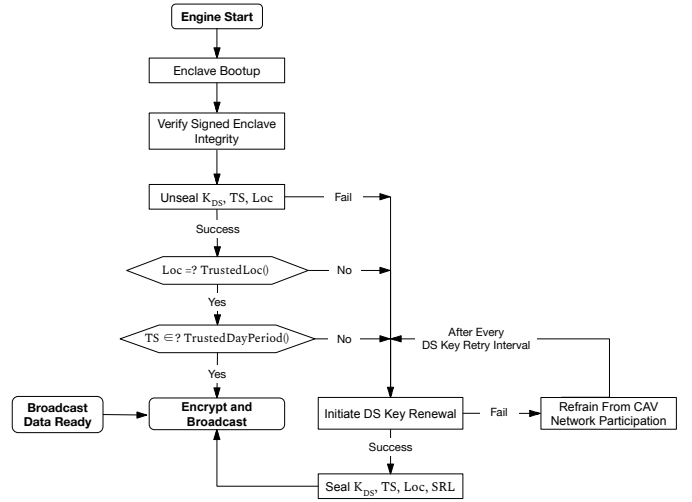 Engine Start
Enclave Bootup
Verify Signed Enclave
Integrity
Unseal K_DS, TS, Loc
Fail
Success
Loc =? TrustedLoc()
No
Yes
TS ∈? TrustedDayPeriod()
No
After Every
DS Key Retry Interval
Yes
Broadcast
Data Ready
Encrypt and
Broadcast
Initiate DS Key Renewal
Fail
Refrain From CAV
Network Participation
Success
Seal K_DS, TS, Loc, SRL